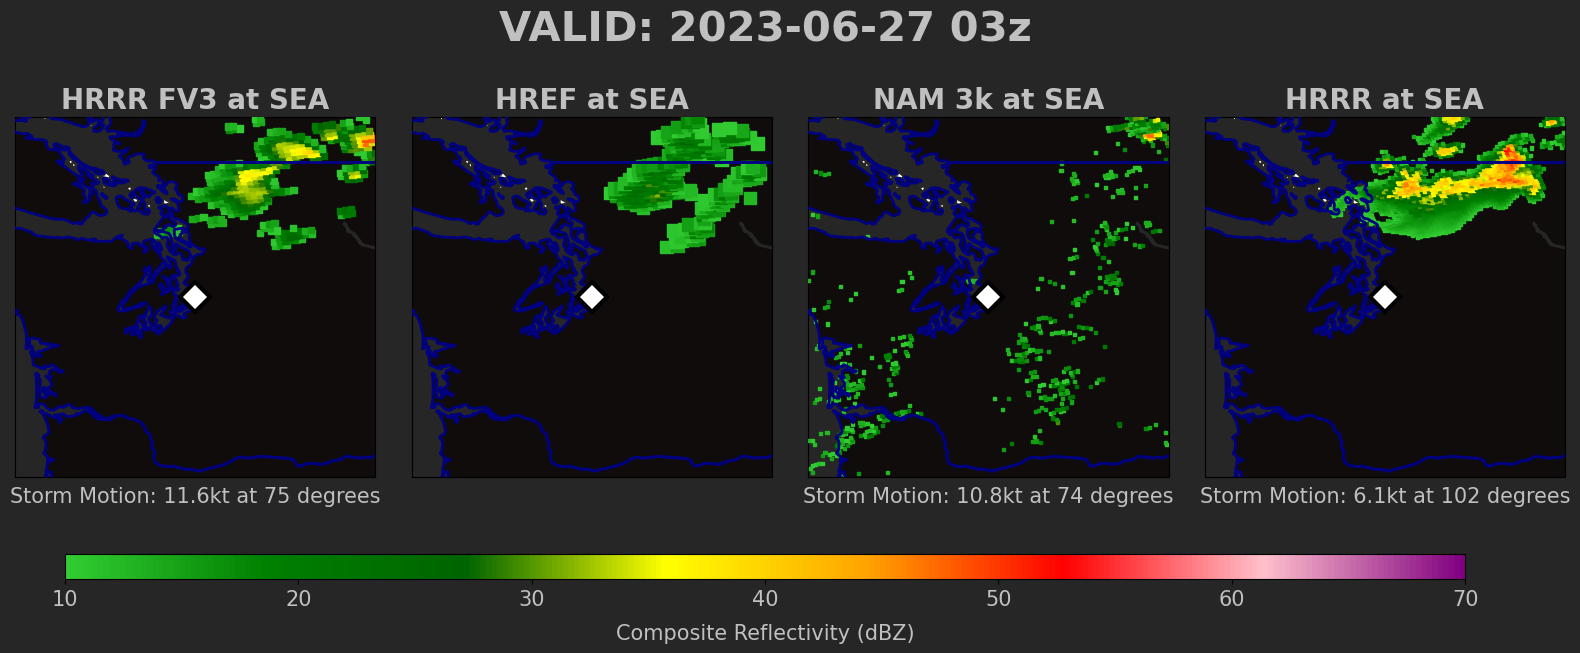 VALID: 2023-06-27 03z
HRRR FV3 at SEA
HREF at SEA
NAM 3k at SEA
HRRR at SEA
Storm Motion: 11.6kt at 75 degrees
Storm Motion: 10.8kt at 74 degrees
Storm Motion: 6.1kt at 102 degrees
10 20 30 40 50 60 70
Composite Reflectivity (dBZ)